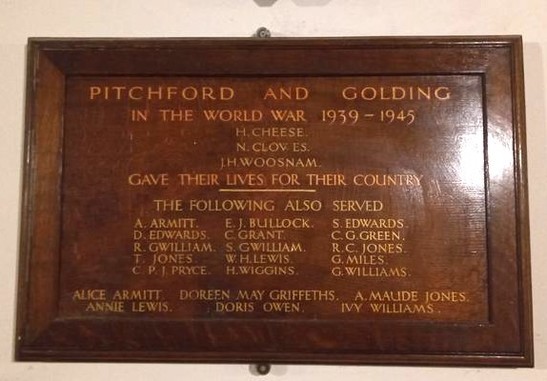 PITCHFORD AND GOLDING
IN THE WORLD WAR 1939-1945
H. CHEESE.
N. CLOVES.
J.H. WOOSNAM.
GAVE THEIR LIVES FOR THEIR COUNTRY
THE FOLLOWING ALSO SERVED
A. ARMITT. E. J. BULLOCK. S. EDWARDS.
D. EDWARDS. C. GRANT. C. G. GREEN.
R. GWILLIAM. S. GWILLIAM. R. C. JONES.
T. JONES. W. H. LEWIS. G. MILES.
C. P. J. PRYCE. H. WIGGINS. G. WILLIAMS.
ALICE ARMITT. DOREEN MAY GRIFFETHS. A. MAUDE JONES.
ANNIE LEWIS. DORIS OWEN. IVY WILLIAMS.